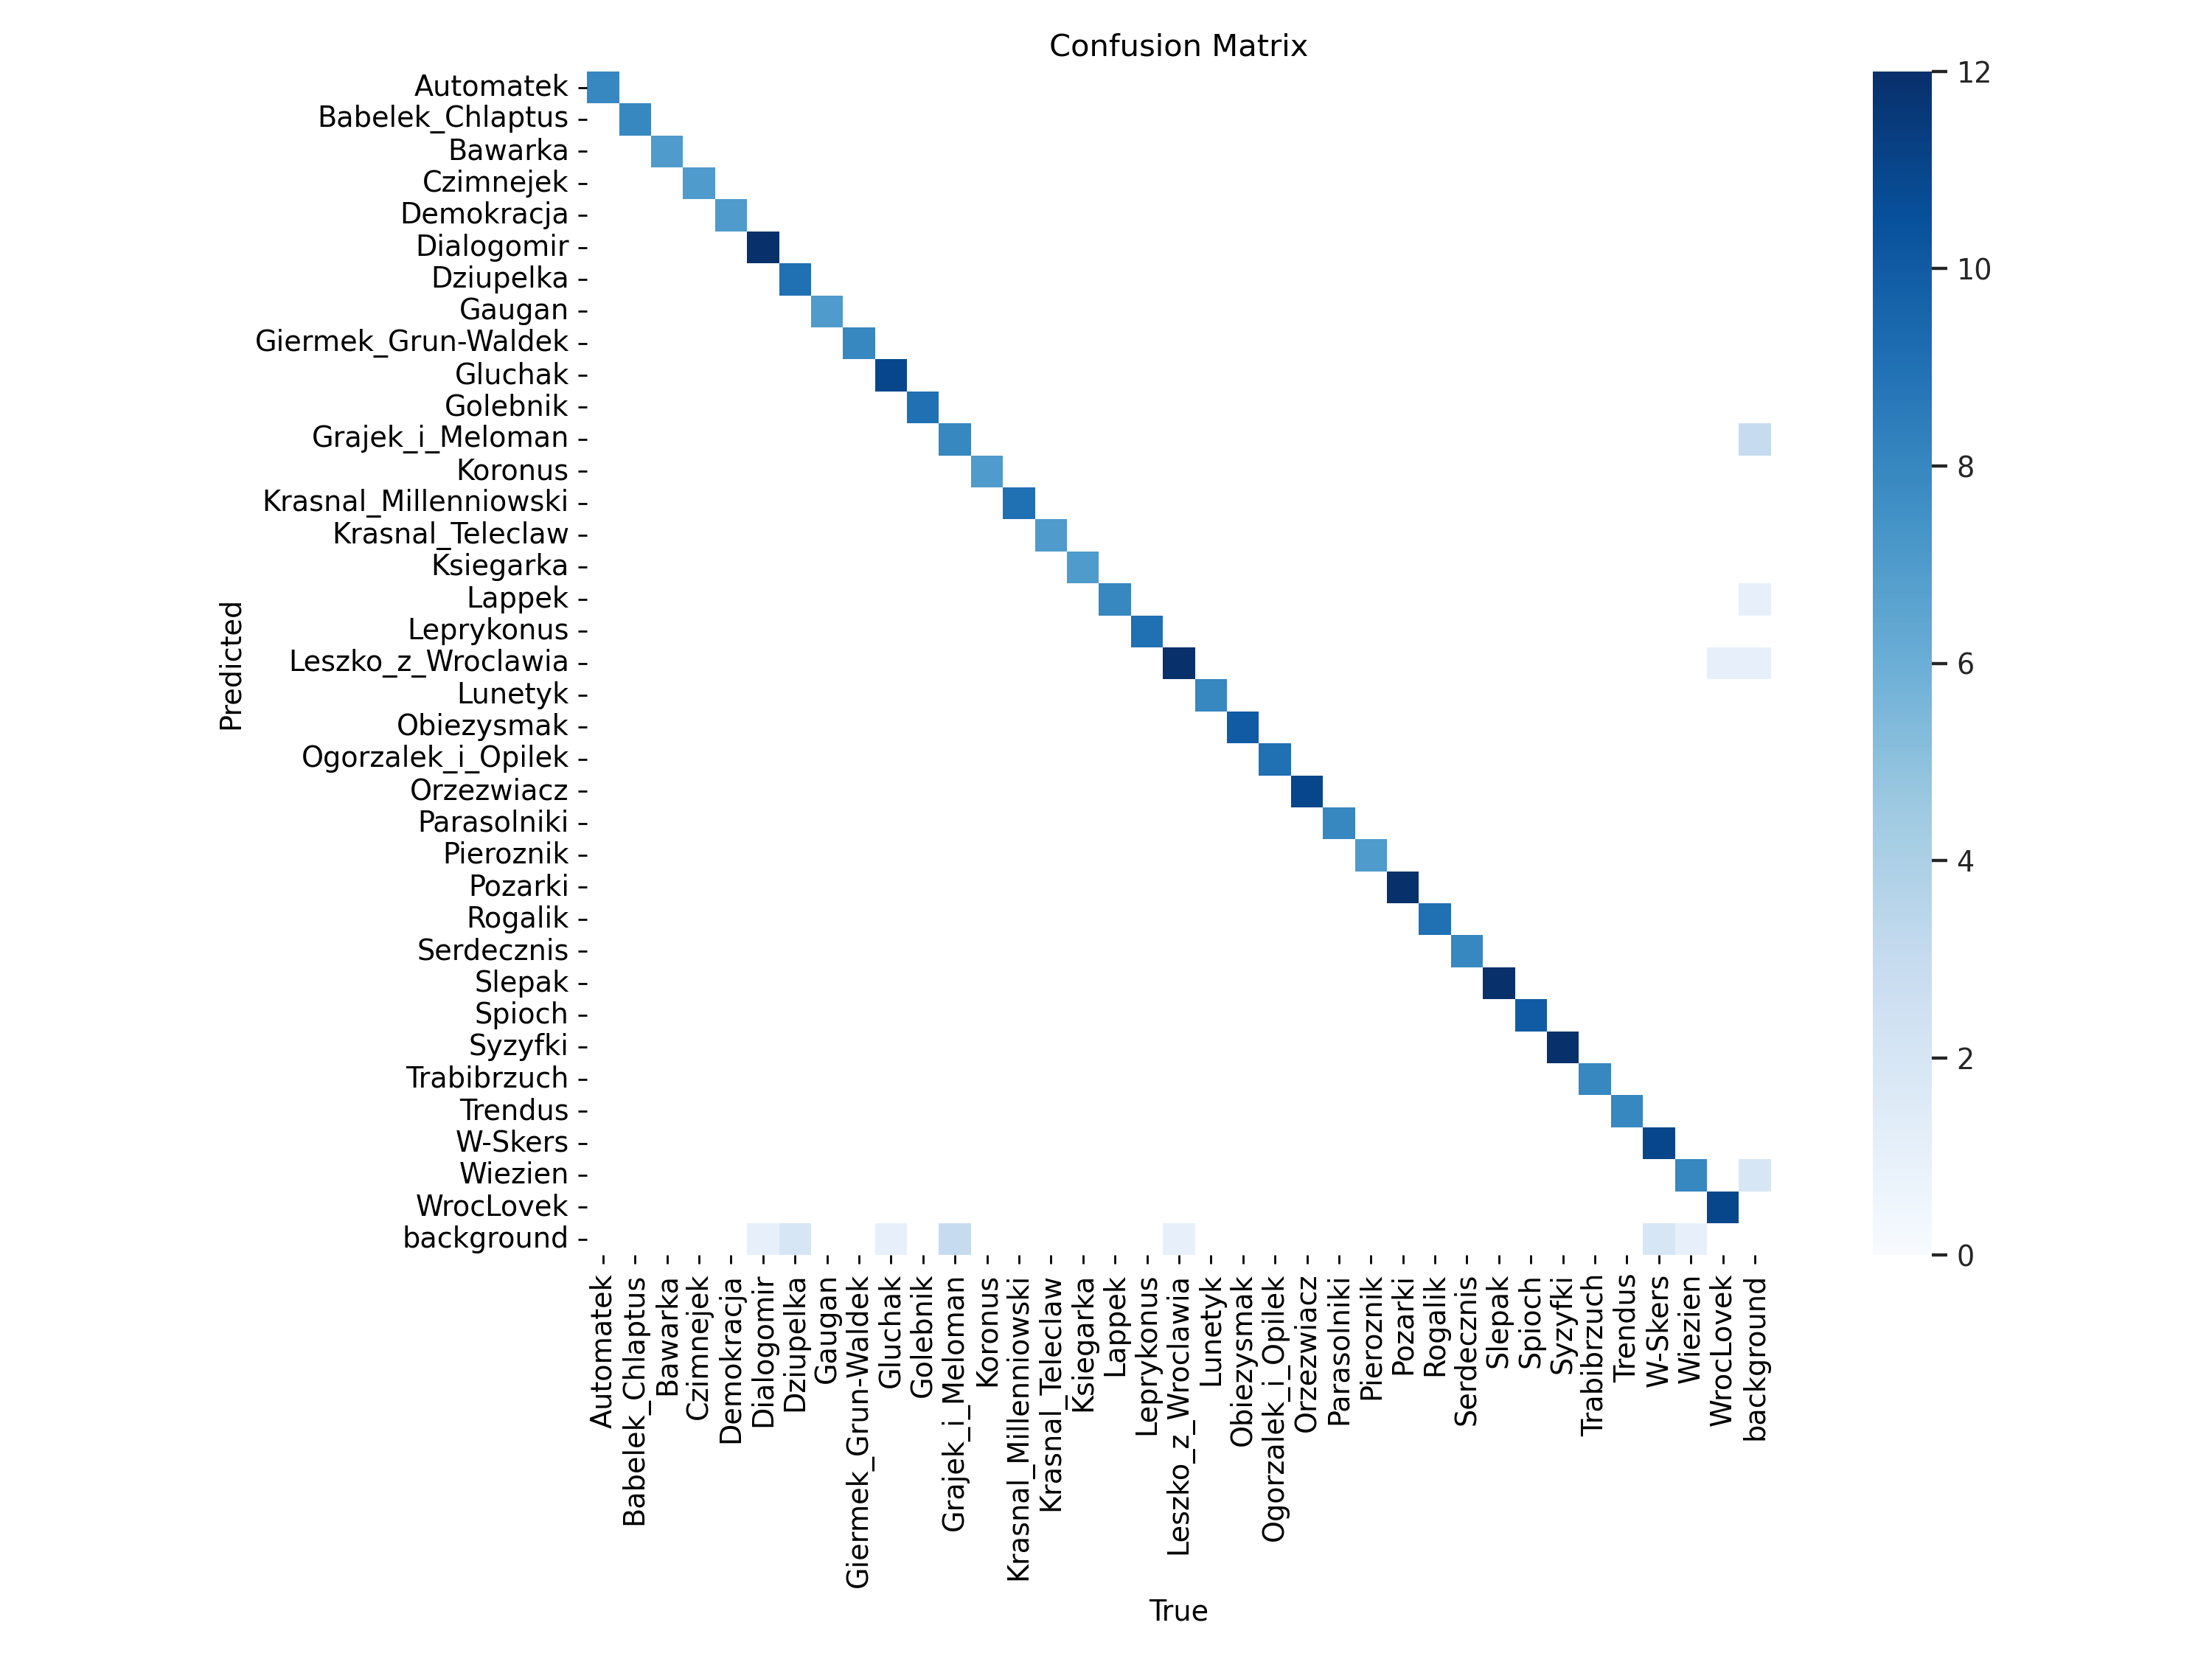 Confusion Matrix
Automatek
Babelek_Chlaptus
Bawarka
Czimnejek
Demokracja
Dialogomir
Dziupelka
Gaugan
Giermek_Grun-Waldek
Gluchak
Golebnik
Grajek_i_Meloman
Koronus
Krasnal_Millenniowski
Krasnal_Teleclaw
Ksiegarka
Lappek
Leprykonus
Leszko_z_Wroclawia
Lunetyk
Obiezysmak
Ogorzalek_i_Opilek
Orzezwiacz
Parasolniki
Pieroznik
Pozarki
Rogalik
Serdecznis
Slepak
Spioch
Syzyfki
Trabibrzuch
Trendus
W-Skers
Wiezien
WrocLovek
background
Predicted
Automatek
Babelek_Chlaptus
Bawarka
Czimnejek
Demokracja
Dialogomir
Dziupelka
Gaugan
Giermek_Grun-Waldek
Gluchak
Golebnik
Grajek_i_Meloman
Koronus
Krasnal_Millenniowski
Krasnal_Teleclaw
Ksiegarka
Lappek
Leprykonus
Leszko_z_Wroclawia
Lunetyk
Obiezysmak
Ogorzalek_i_Opilek
Orzezwiacz
Parasolniki
Pieroznik
Pozarki
Rogalik
Serdecznis
Slepak
Spioch
Syzyfki
Trabibrzuch
Trendus
W-Skers
Wiezien
WrocLovek
background
True
12
10
8
6
4
2
0